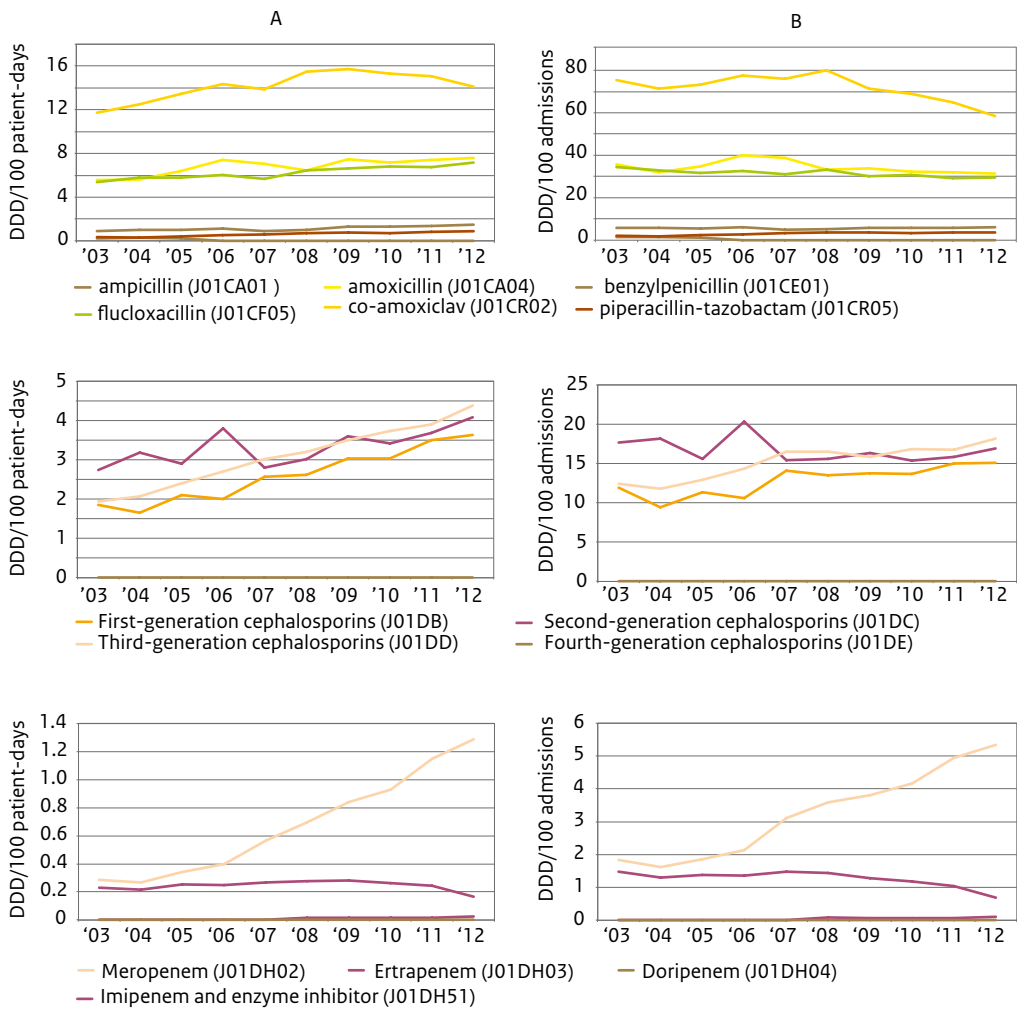 A
B
DDD/100 patient-days
16
12
8
4
0
'03 '04 '05 '06 '07 '08 '09 '10 '11 '12
DDD/100 admissions
80
60
40
20
0
'03 '04 '05 '06 '07 '08 '09 '10 '11 '12
ampicillin (J01CA01 )
amoxicillin (J01CA04)
benzylpenicillin (J01CE01)
flucloxacillin (J01CF05)
co-amoxiclav (J01CR02)
piperacillin-tazobactam (J01CR05)
DDD/100 patient-days
5
4
3
2
1
0
'03 '04 '05 '06 '07 '08 '09 '10 '11 '12
DDD/100 admissions
25
20
15
10
5
0
'03 '04 '05 '06 '07 '08 '09 '10 '11 '12
First-generation cephalosporins (J01DB)
Second-generation cephalosporins (J01DC)
Third-generation cephalosporins (J01DD)
Fourth-generation cephalosporins (J01DE)
DDD/100 patient-days
1.4
1.2
1.0
0.8
0.6
0.4
0.2
0
‘03 ‘04 ‘05 ‘06 ‘07 ‘08 ‘09 ‘10 ‘11 ‘12
DDD/100 admissions
6
5
4
3
2
1
0
‘03 ‘04 ‘05 ‘06 ‘07 ‘08 ‘09 ‘10 ‘11 ‘12
Meropenem (J01DH02)
Ertrapenem (J01DH03)
Doripenem (J01DH04)
Imipenem and enzyme inhibitor (J01DH51)